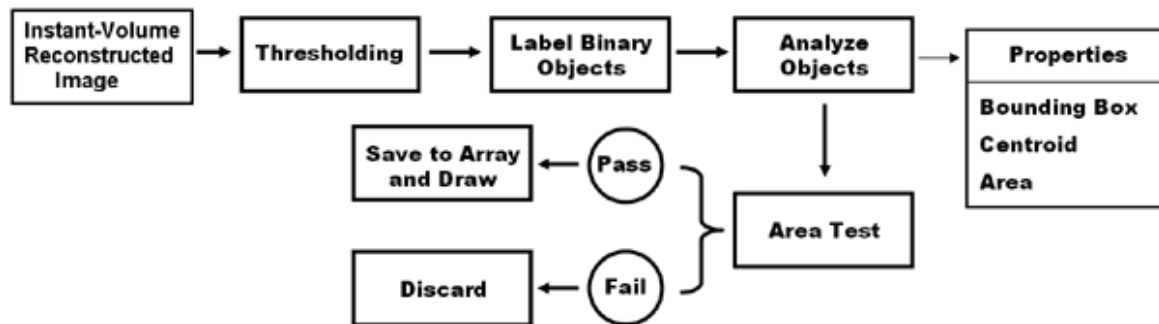 Instant-Volume
Reconstructed
Image
Thresholding
Label Binary
Objects
Analyze
Objects
Properties
Bounding Box
Centroid
Area
Save to Array
and Draw
Pass
Area Test
Discard
Fail